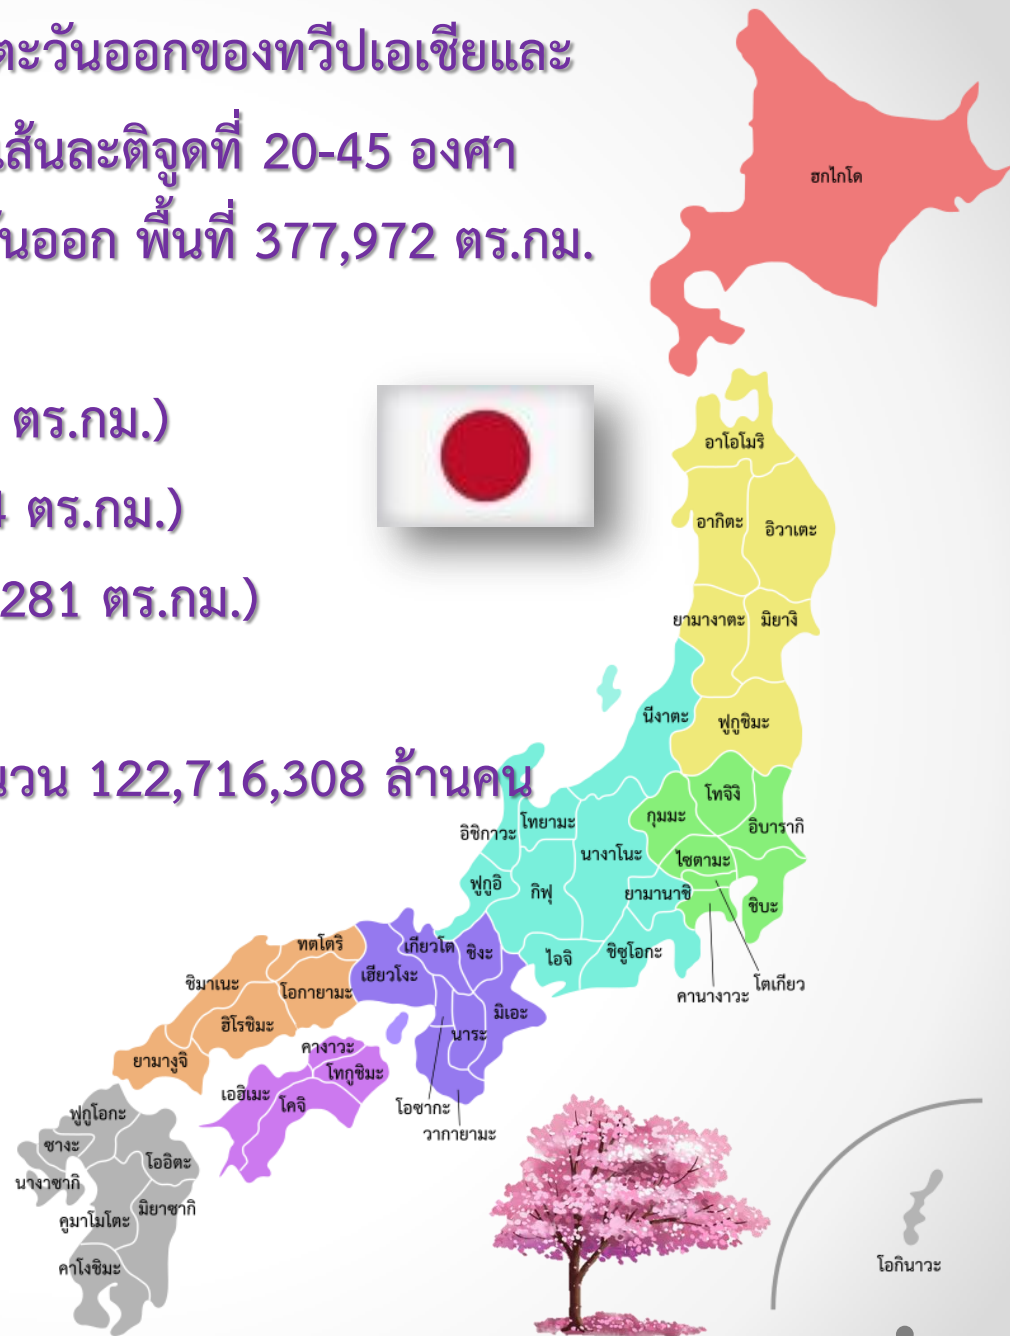 ตะวันออกของทวีปเอเชียและ
เส้นละติจูดที่ 20-45 องศา
ันออก พื้นที่ 377,972 ตร.กม.
ตร.กม.)
4 ตร.กม.)
281 ตร.กม.)
นวน 122,716,308 ล้านคน
ฮกไกโด
อาโอโมริ
อากิตะ
อิวาเตะ
ยามางาตะ
มิยางิ
นีงาตะ
ฟูกูชิมะ
โทจิงิ
กุมมะ
อิบารากิ
โทยามะ
อิชิกาวะ
นางาโนะ
ไซตามะ
ฟูกูอิ
กิฟุ
ยามานาชิ
ชิบะ
ทตโตริ
เกียวโต
ชิงะ
ไอจิ
ชิซูโอกะ
ชิมาเนะ
โอกายามะ
เฮียวโงะ
คานางาวะ
โตเกียว
ฮิโรชิมะ
มิเอะ
นาระ
ยามางูจิ
คางาวะ
โทกูชิมะ
เอฮิเมะ
โคจิ
โอซากะ
วากายามะ
ฟูกูโอกะ
ซางะ
โออิตะ
นางาซากิ
มิยาซากิ
คูมาโมโตะ
คาโงชิมะ
โอกินาวะ